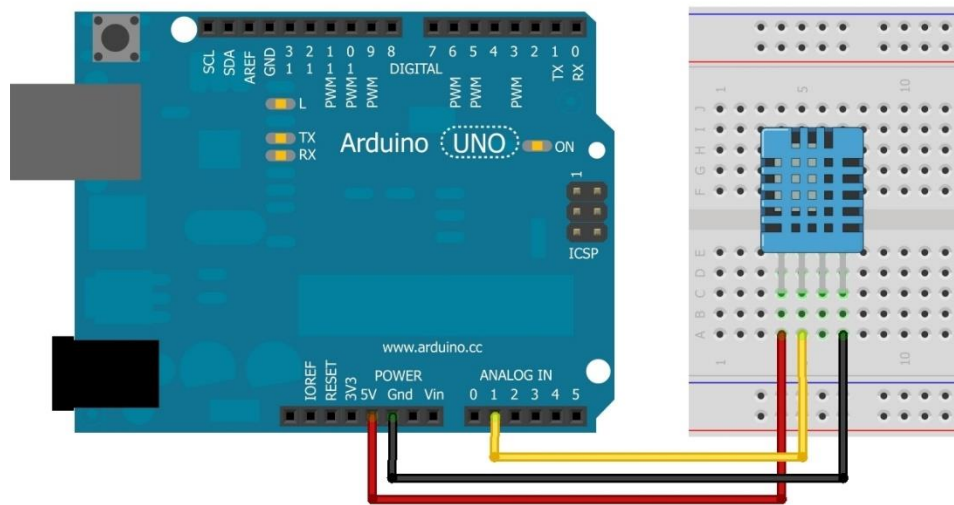 SCL
SDA
AREF
GND
13
12
PWM 11
PWM 10
PWM 9
8
DIGITAL
7
PWM 6
PWM 5
4
PWM 3
2
TX 1
RX 0
L
TX
RX
Arduino UNO
ON
1
ICSP
www.arduino.cc
POWER
ANALOG IN
IOREF
RESET
3V3
5V
Gnd
Vin
0 1 2 3 4 5
1 5 10
J
I
H
G
F
E
D
C
B
A
1 10